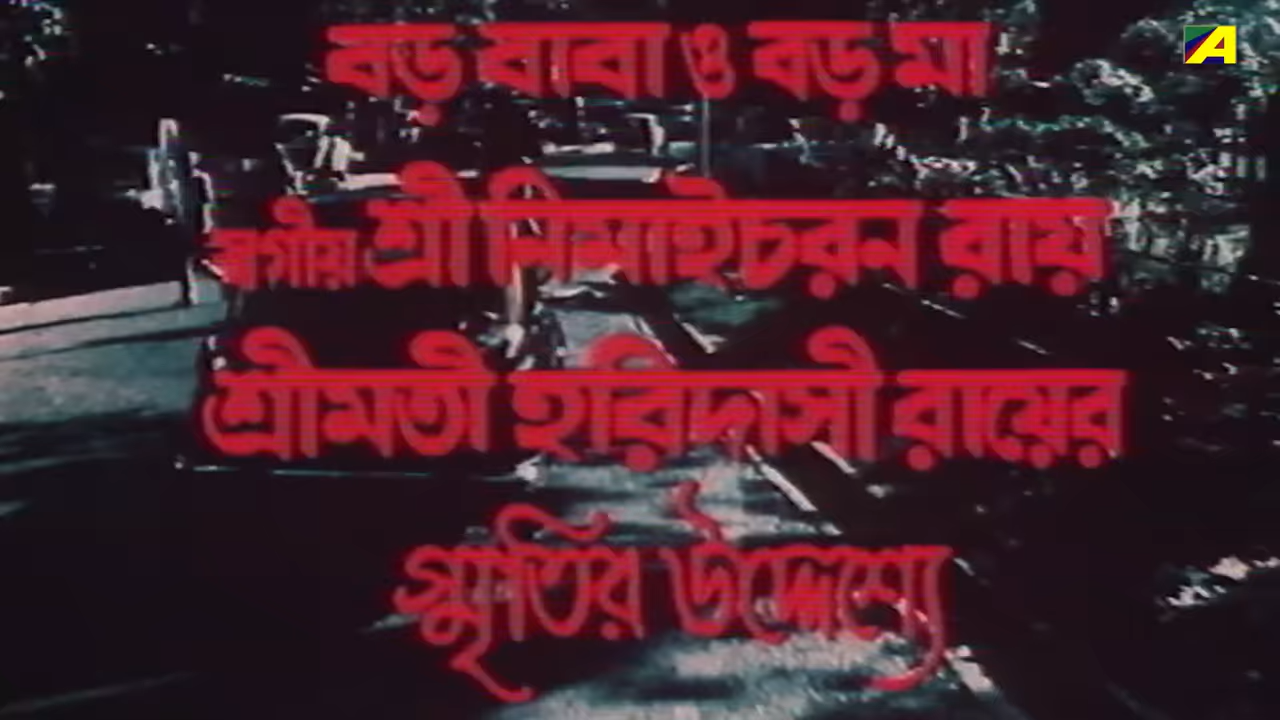 বড় বাবা ও বড় মা
স্বর্গীয় শ্রী নিমাইচরন রায়
শ্রীমতী হরিদাসী রায়ের
স্মৃতির উদ্দেশ্যে
A